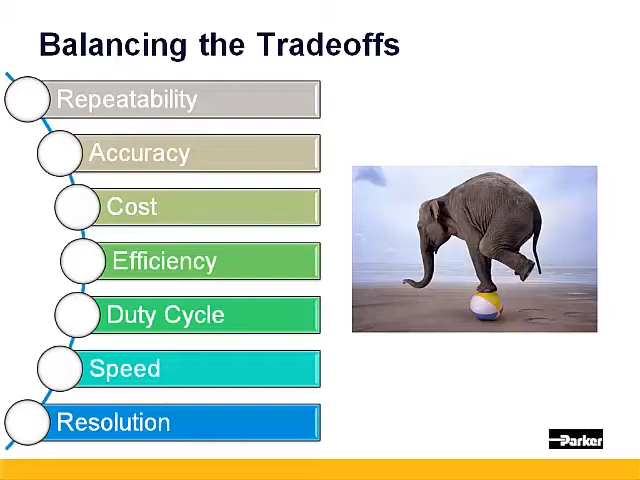 Balancing the Tradeoffs
Repeatability
Accuracy
Cost
Efficiency
Duty Cycle
Speed
Resolution
Parker